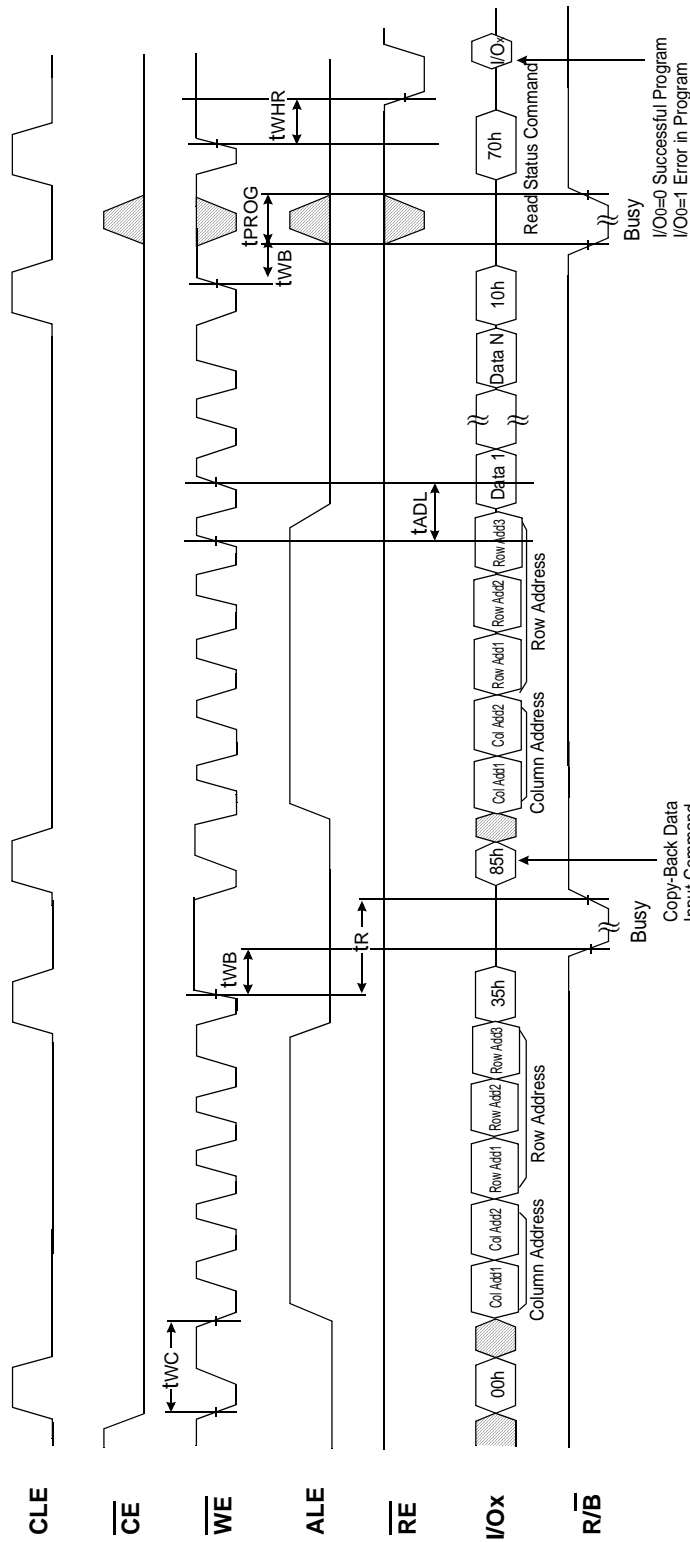 CLE
CE
WE
ALE
RE
I/Ox
R/B
tWC
tWB
tR
tADL
tWB
tPROG
tWHR
00h
Col Add1
Col Add2
Row Add1
Row Add2
Row Add3
35h
85h
Col Add1
Col Add2
Row Add1
Row Add2
Row Add3
Data 1
Data N
10h
70h
I/Ox
Column Address
Row Address
Column Address
Row Address
Read Status Command
Busy
Busy
Copy-Back Data
Input Command
I/O0=0 Successful Program
I/O0=1 Error in Program